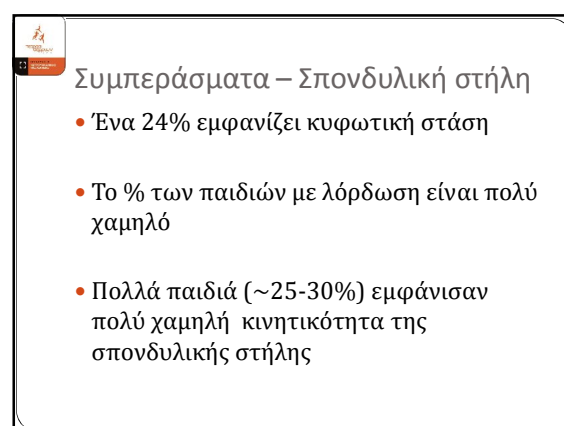 Συμπεράσματα – Σπονδυλική στήλη
• Ένα 24% εμφανίζει κυφωτική στάση
• Το % των παιδιών με λόρδωση είναι πολύ
χαμηλό
• Πολλά παιδιά (~25-30%) εμφάνισαν
πολύ χαμηλή κινητικότητα της
σπονδυλικής στήλης